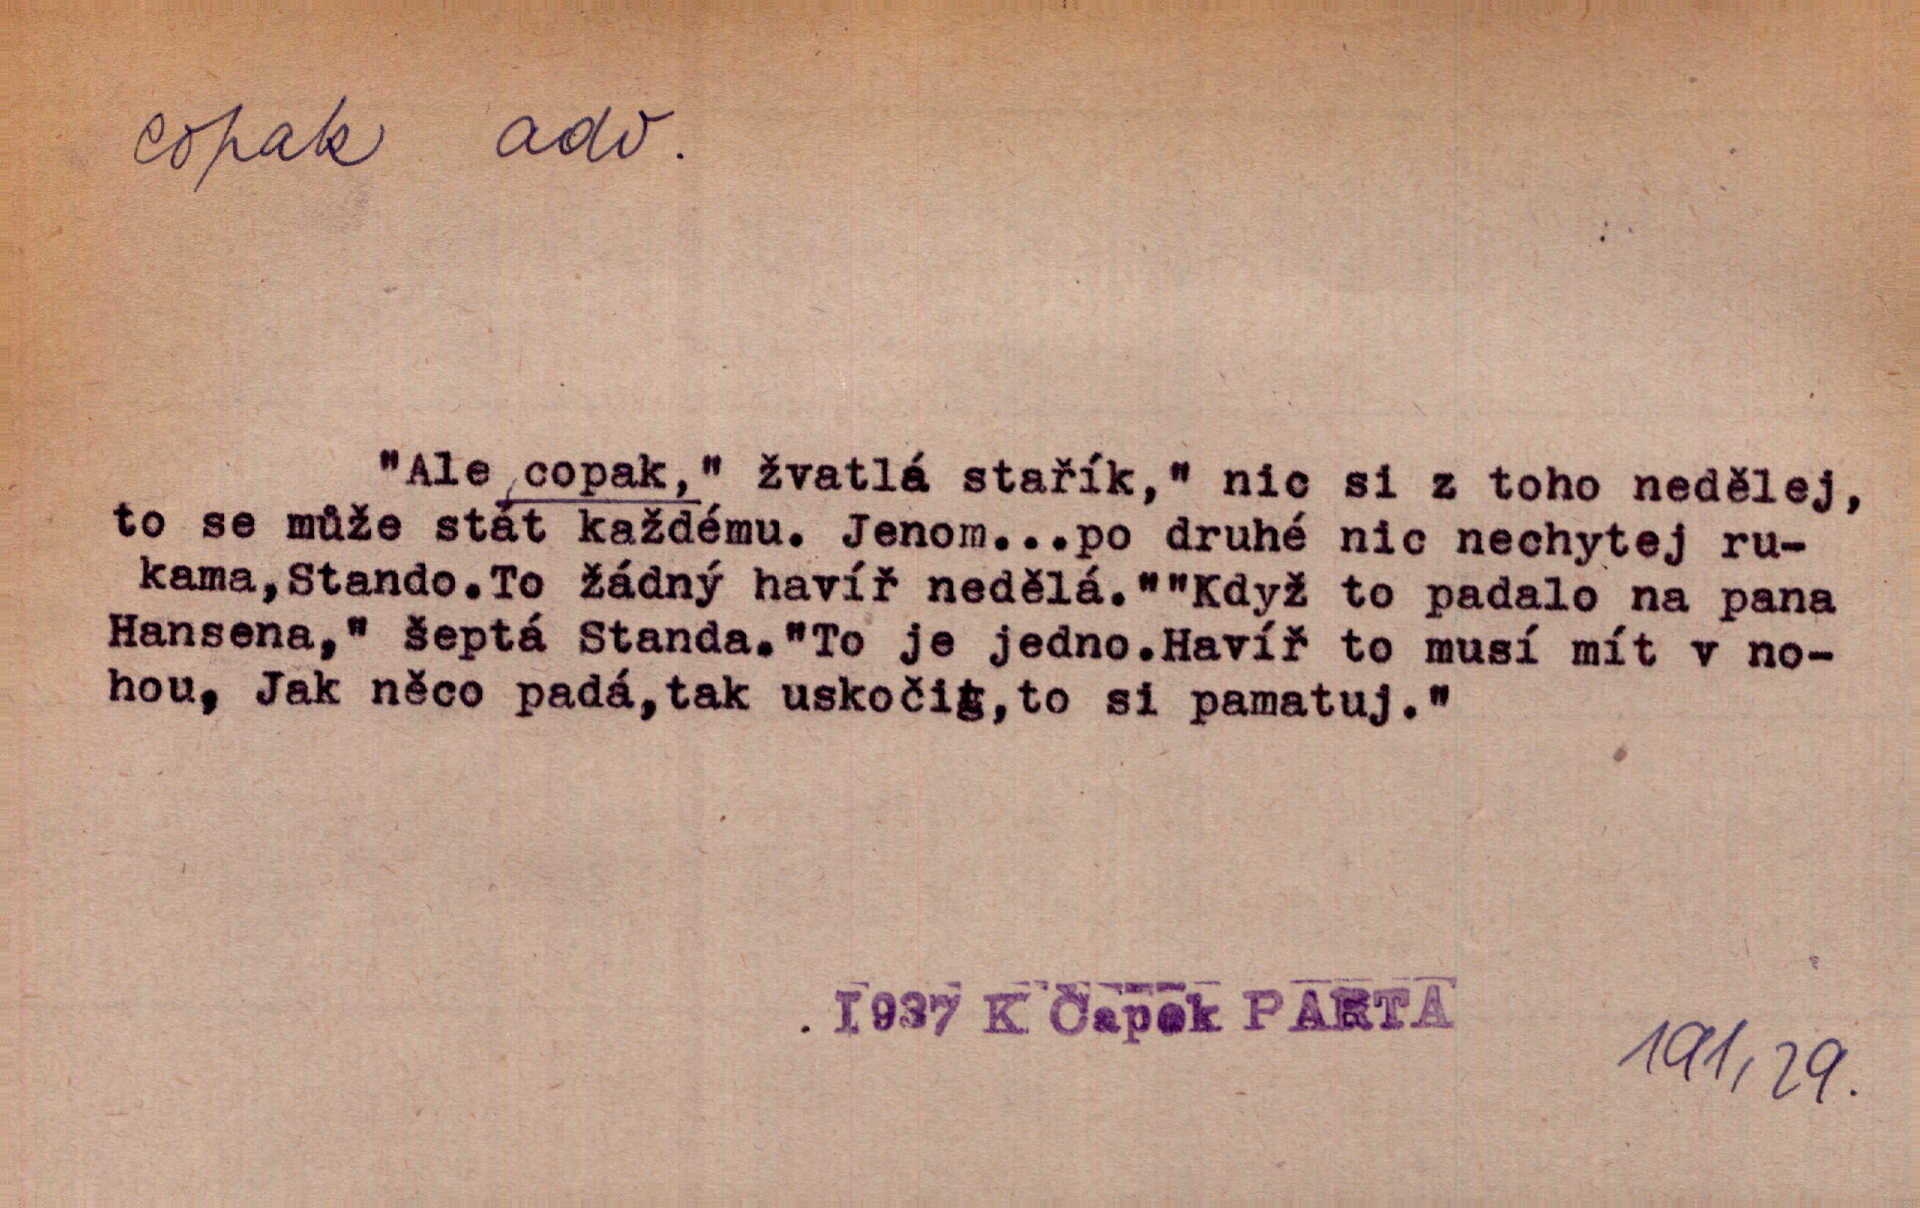 copak adv.
"Ale copak," žvatlá stařík," nic si z toho nedělej,
to se může stát každému. Jenom...po druhé nic nechytej ru-
kama,Stando.To žádný havíř nedělá.""Když to padalo na pana
Hansena," šeptá Standa."To je jedno.Havíř to musí mít v no-
hou, Jak něco padá,tak uskočit,to si pamatuj."
. 1937 K Čapek PARTA
191,29.